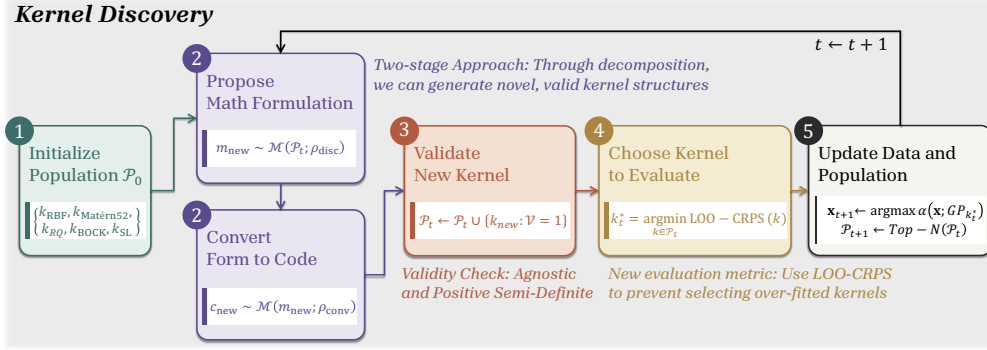 Kernel Discovery
t ← t + 1
2
Propose
Math Formulation
m_new ~ ℳ(𝒫_t; ρ_disc)
Two-stage Approach: Through decomposition,
we can generate novel, valid kernel structures
1
Initialize
Population 𝒫_0
{k_RBF, k_Matérn52,
k_RQ, k_BOCK, k_SL}
2
Convert
Form to Code
c_new ~ ℳ(m_new; ρ_conv)
3
Validate
New Kernel
𝒫_t ← 𝒫_t ∪ {k_new: 𝒱 = 1}
Validity Check: Agnostic
and Positive Semi-Definite
4
Choose Kernel
to Evaluate
k_t^* = argmin LOO − CRPS (k)
k∈𝒫_t
New evaluation metric: Use LOO-CRPS
to prevent selecting over-fitted kernels
5
Update Data and
Population
x_{t+1} ← argmax α(x; GP_{k_t^*})
𝒫_{t+1} ← Top − N(𝒫_t)